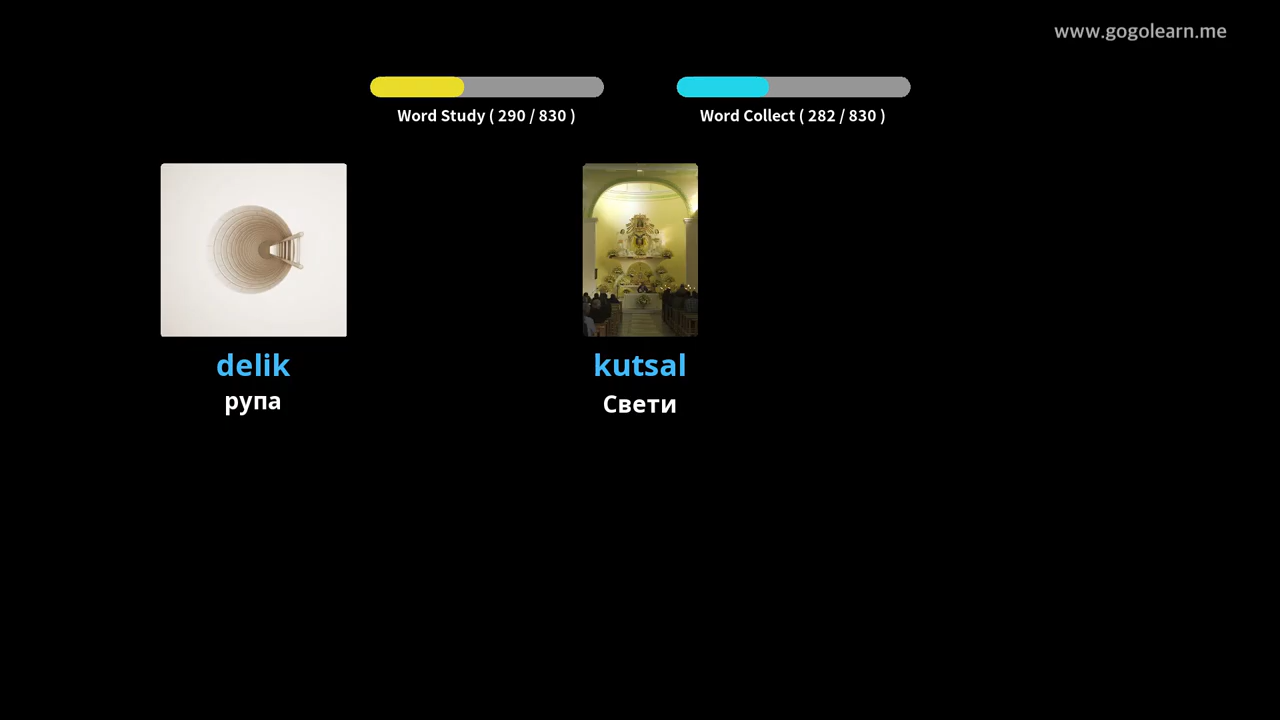 www.gogolearn.me
Word Study ( 290 / 830 )
Word Collect ( 282 / 830 )
delik
рупа
kutsal
Свети